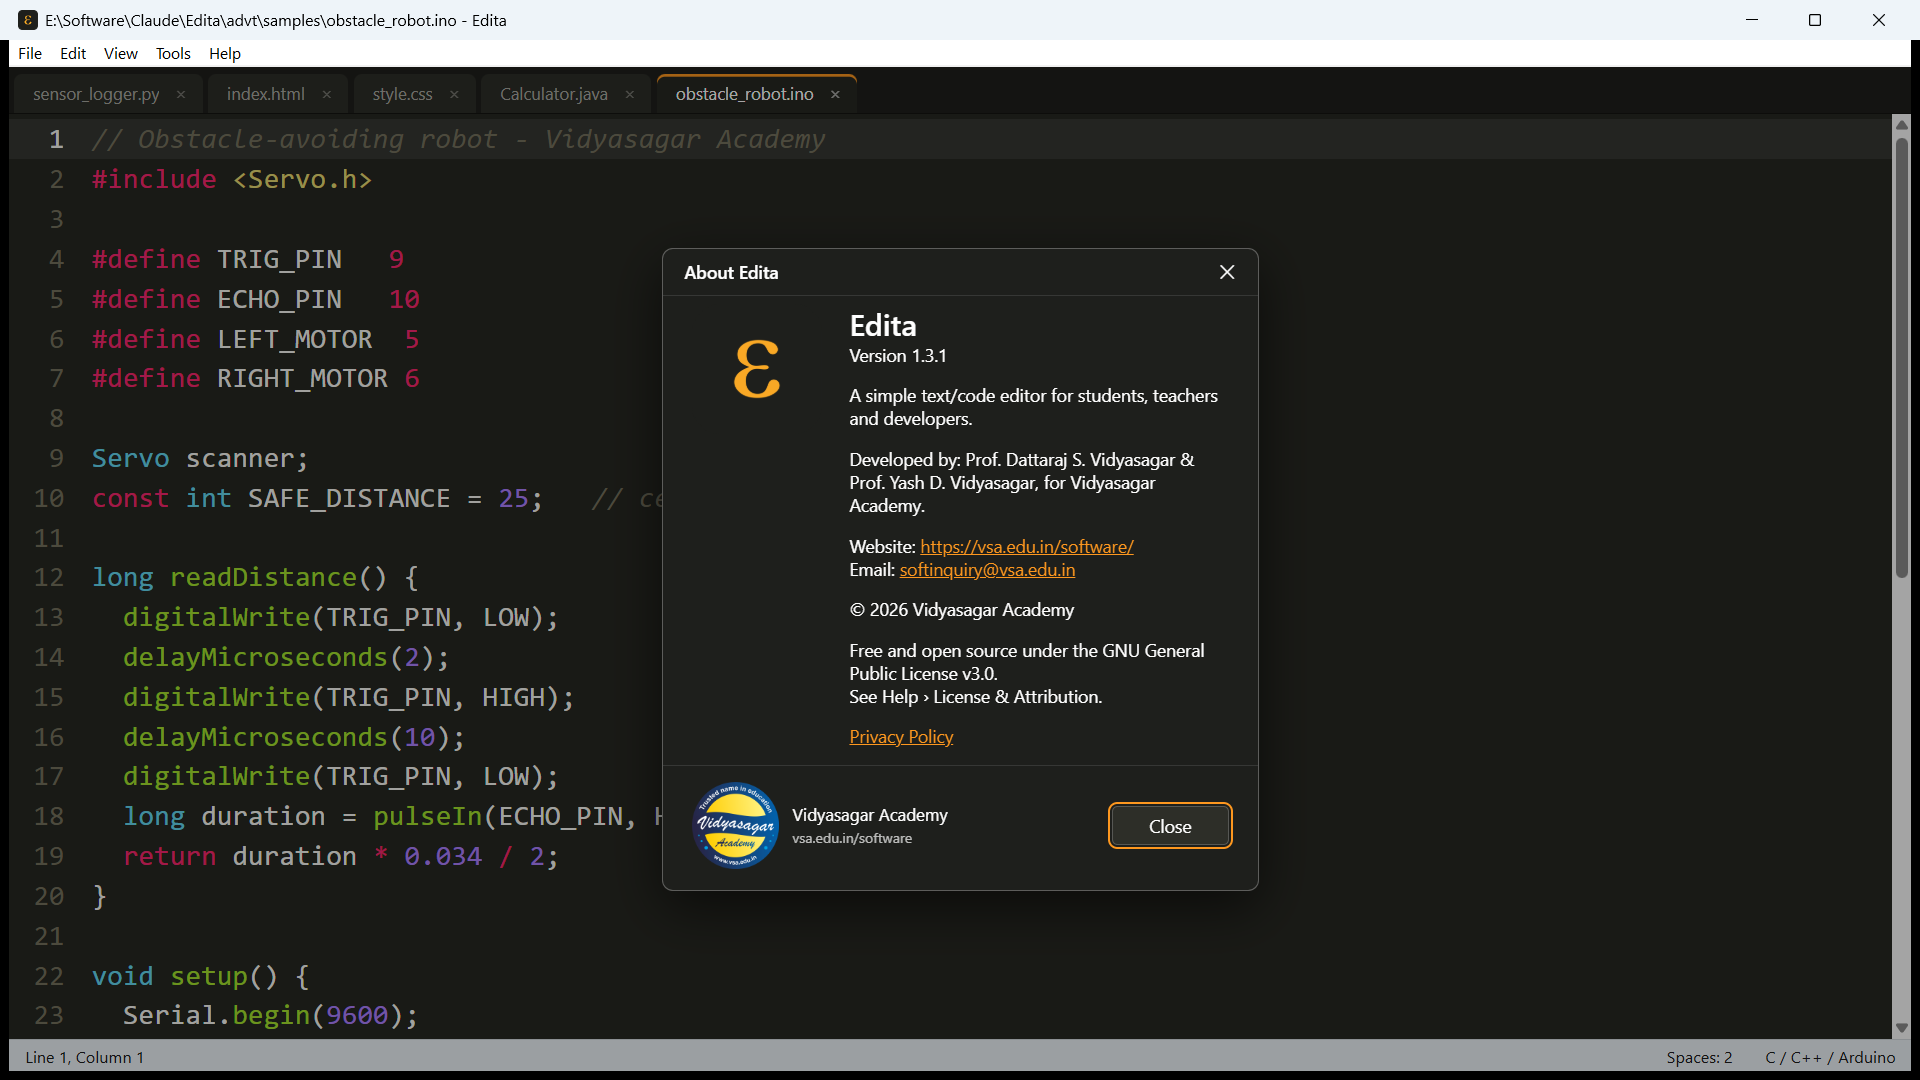 ε E:\Software\Claude\Edita\advt\samples\obstacle_robot.ino - Edita
File Edit View Tools Help
sensor_logger.py × index.html × style.css × Calculator.java × obstacle_robot.ino ×
1 // Obstacle-avoiding robot - Vidyasagar Academy
2 #include <Servo.h>
3
4 #define TRIG_PIN   9
5 #define ECHO_PIN   10
6 #define LEFT_MOTOR  5
7 #define RIGHT_MOTOR 6
8
9 Servo scanner;
10 const int SAFE_DISTANCE = 25;   // ce
11
12 long readDistance() {
13   digitalWrite(TRIG_PIN, LOW);
14   delayMicroseconds(2);
15   digitalWrite(TRIG_PIN, HIGH);
16   delayMicroseconds(10);
17   digitalWrite(TRIG_PIN, LOW);
18   long duration = pulseIn(ECHO_PIN,
19   return duration * 0.034 / 2;
20 }
21
22 void setup() {
23   Serial.begin(9600);
About Edita
ε
Edita
Version 1.3.1
A simple text/code editor for students, teachers
and developers.
Developed by: Prof. Dattaraj S. Vidyasagar &
Prof. Yash D. Vidyasagar, for Vidyasagar
Academy.
Website: https://vsa.edu.in/software/
Email: softinquiry@vsa.edu.in
© 2026 Vidyasagar Academy
Free and open source under the GNU General
Public License v3.0.
See Help › License & Attribution.
Privacy Policy
Trusted name in education
Vidyasagar
Academy
www.vsa.edu.in
Vidyasagar Academy
vsa.edu.in/software
Close
Line 1, Column 1
Spaces: 2
C / C++ / Arduino